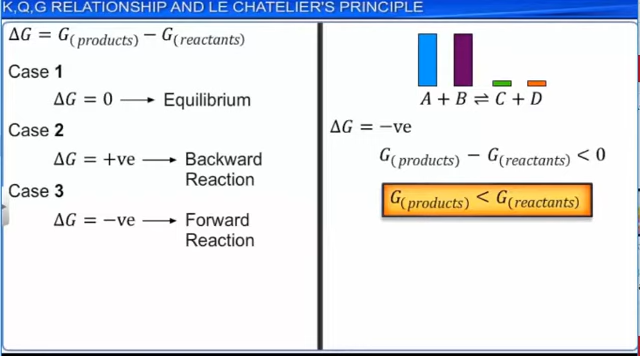 K,Q,G RELATIONSHIP AND LE CHATELIER'S PRINCIPLE
ΔG = G(products) − G(reactants)
Case 1
ΔG = 0 ⟶ Equilibrium
Case 2
ΔG = +ve ⟶ Backward
Reaction
Case 3
ΔG = −ve ⟶ Forward
Reaction
A + B ⇌ C + D
ΔG = −ve
G(products) − G(reactants) < 0
G(products) < G(reactants)